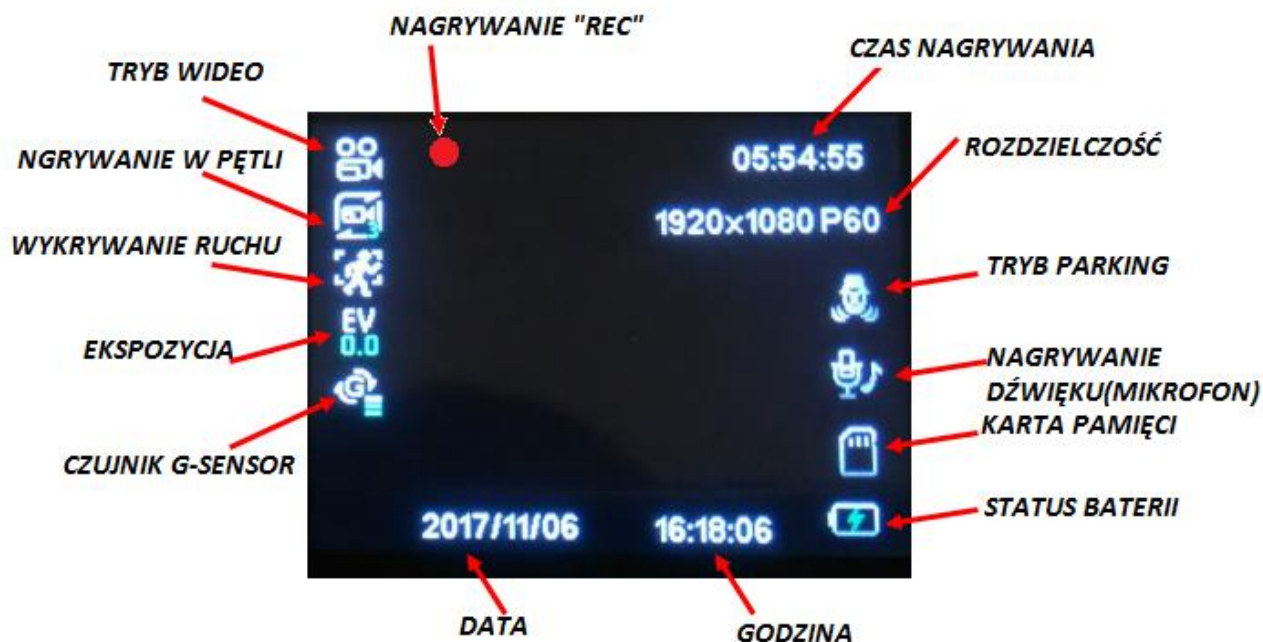 NAGRYWANIE "REC"
CZAS NAGRYWANIA
TRYB WIDEO
NGRYWANIE W PĘTLI
ROZDZIELCZOŚĆ
05:54:55
1920x1080 P60
3
WYKRYWANIE RUCHU
TRYB PARKING
EV
0.0
EKSPOZYCJA
NAGRYWANIE
DŹWIĘKU(MIKROFON)
G
KARTA PAMIĘCI
CZUJNIK G-SENSOR
STATUS BATERII
2017/11/06 16:18:06
DATA
GODZINA